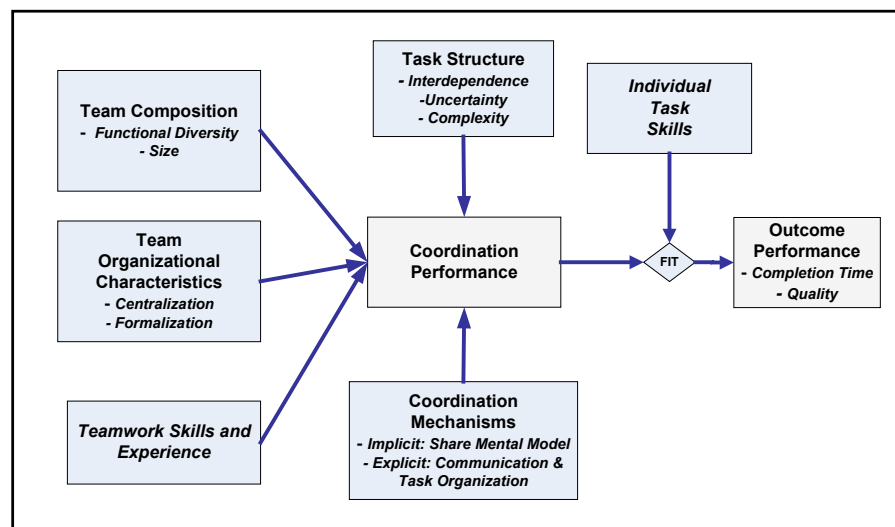 Team Composition
- Functional Diversity
- Size
Team
Organizational
Characteristics
- Centralization
- Formalization
Teamwork Skills and
Experience
Task Structure
- Interdependence
-Uncertainty
- Complexity
Coordination
Performance
Coordination
Mechanisms
- Implicit: Share Mental Model
- Explicit: Communication &
Task Organization
Individual
Task
Skills
FIT
Outcome
Performance
- Completion Time
- Quality